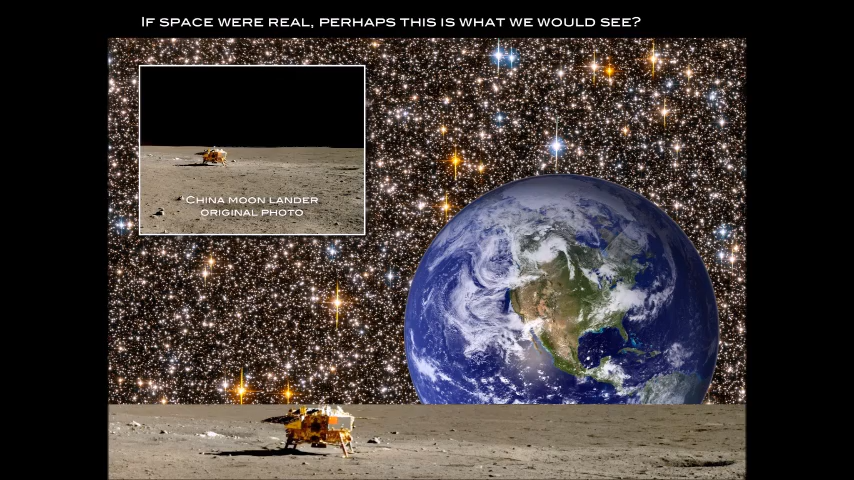 If space were real, perhaps this is what we would see?
*China moon lander
original photo